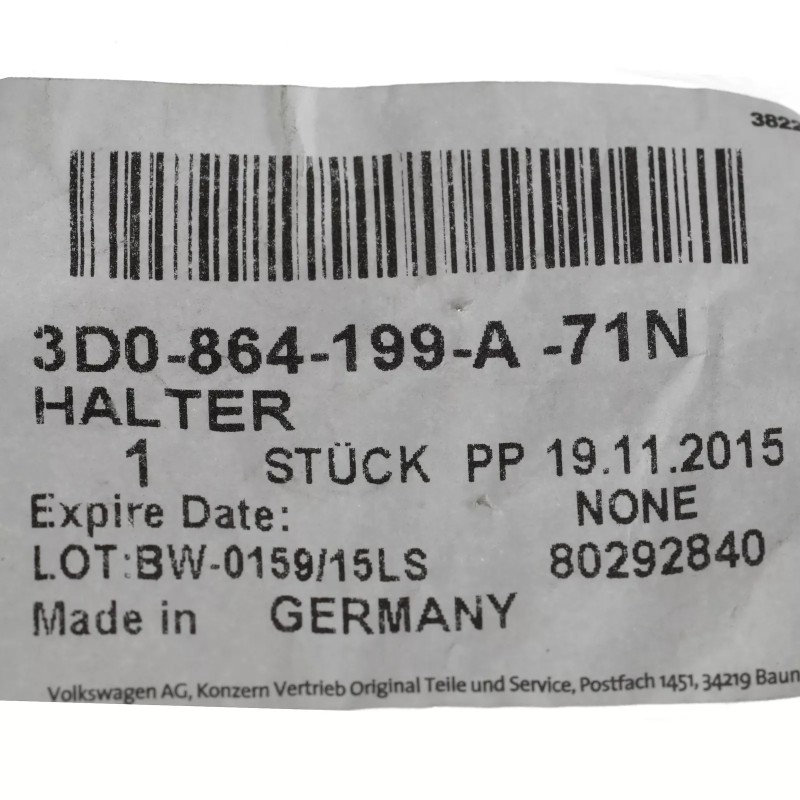 3822
3D0-864-199-A -71N
HALTER
1 STÜCK PP 19.11.2015
Expire Date: NONE
LOT:BW-0159/15LS 80292840
Made in GERMANY
Volkswagen AG, Konzern Vertrieb Original Teile und Service, Postfach 1451, 34219 Baun